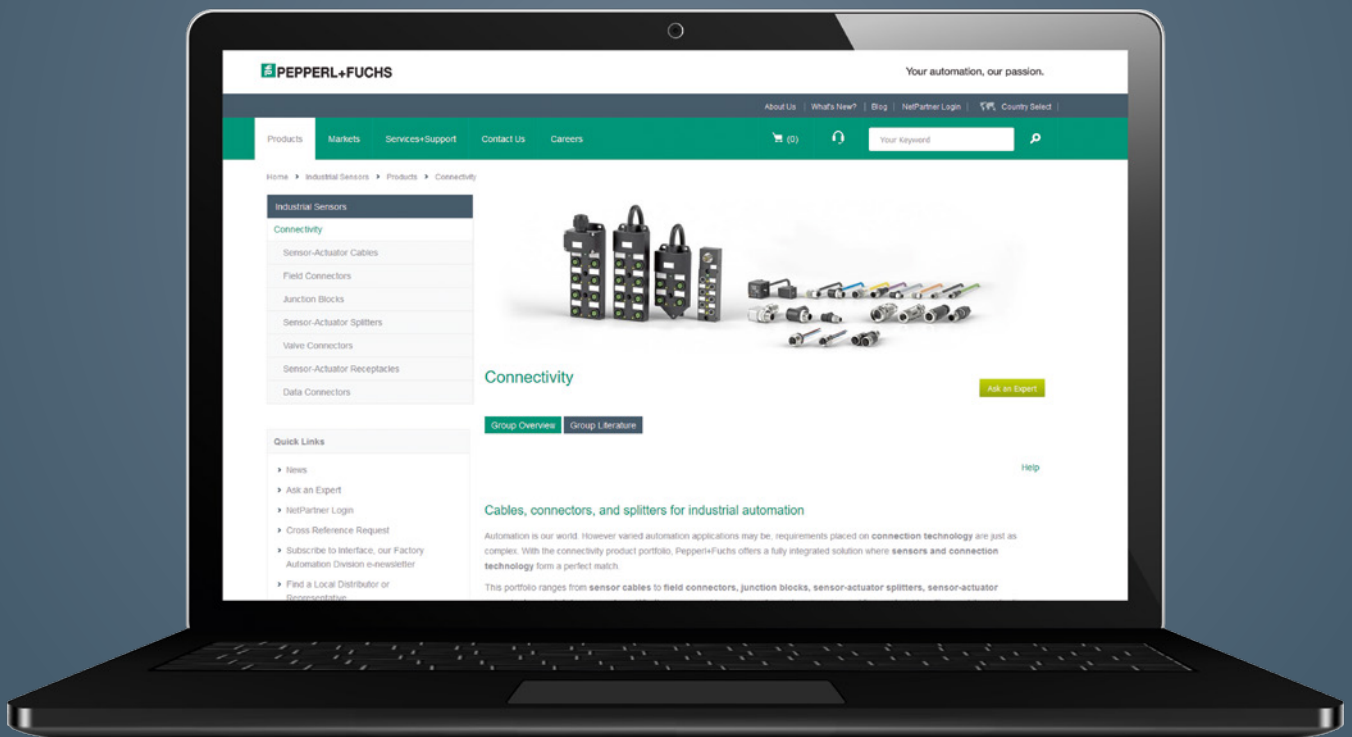 PEPPERL+FUCHS
Your automation, our passion.
About Us | What's New? | Blog | NetPartner Login | Country Select |
Products Markets Services+Support Contact Us Careers (0) Your Keyword
Home > Industrial Sensors > Products > Connectivity
Industrial Sensors
Connectivity
Sensor-Actuator Cables
Field Connectors
Junction Blocks
Sensor-Actuator Splitters
Valve Connectors
Sensor-Actuator Receptacles
Data Connectors
Quick Links
> News
> Ask an Expert
> NetPartner Login
> Cross Reference Request
> Subscribe to Interface, our Factory
Automation Division e-newsletter
> Find a Local Distributor or
Representative
Connectivity
Ask an Expert
Group Overview Group Literature
Help
Cables, connectors, and splitters for industrial automation
Automation is our world. However varied automation applications may be, requirements placed on connection technology are just as
complex. With the connectivity product portfolio, Pepperl+Fuchs offers a fully integrated solution where sensors and connection
technology form a perfect match.
This portfolio ranges from sensor cables to field connectors, junction blocks, sensor-actuator splitters, sensor-actuator